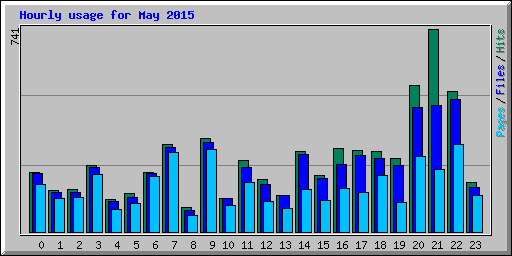 Hourly usage for May 2015
741
Pages/Files/Hits
0 1 2 3 4 5 6 7 8 9 10 11 12 13 14 15 16 17 18 19 20 21 22 23